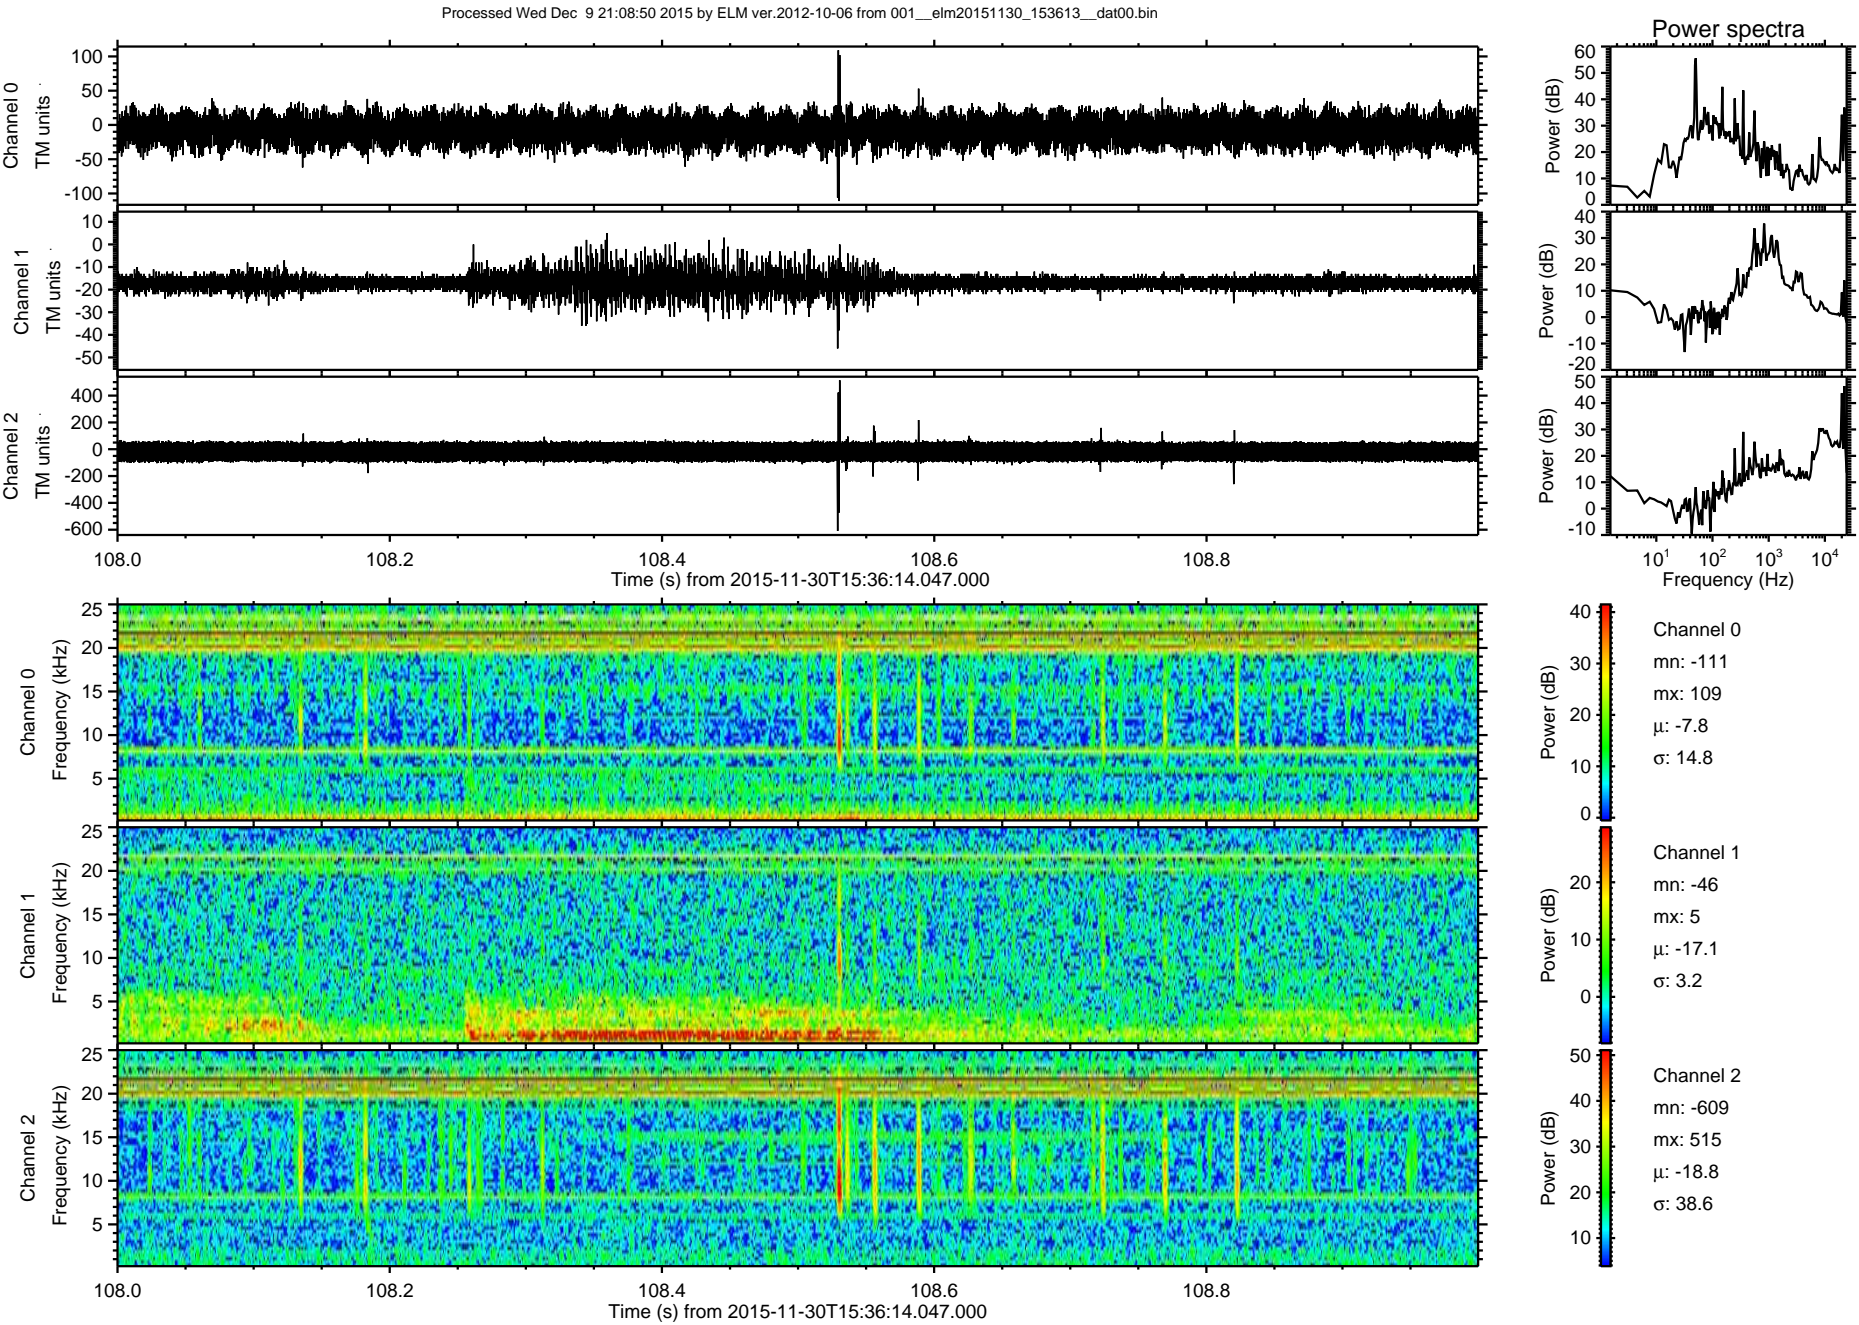 Processed Wed Dec  9 21:08:50 2015 by ELM ver.2012-10-06 from 001__elm20151130_153613__dat00.bin
Power spectra
Channel 0
TM units
100
50
0
-50
-100
Power (dB)
60
50
40
30
20
10
0
Channel 1
TM units
10
0
-10
-20
-30
-40
-50
Power (dB)
40
30
20
10
0
-10
-20
Channel 2
TM units
400
200
0
-200
-400
-600
Power (dB)
50
40
30
20
10
0
-10
108.0 108.2 108.4 108.6 108.8
Time (s) from 2015-11-30T15:36:14.047.000
10¹ 10² 10³ 10⁴
Frequency (Hz)
Channel 0
Frequency (kHz)
25
20
15
10
5
Power (dB)
40
30
20
10
0
Channel 0
mn: -111
mx: 109
μ: -7.8
σ: 14.8
Channel 1
Frequency (kHz)
25
20
15
10
5
Power (dB)
20
10
0
Channel 1
mn: -46
mx: 5
μ: -17.1
σ: 3.2
Channel 2
Frequency (kHz)
25
20
15
10
5
Power (dB)
50
40
30
20
10
Channel 2
mn: -609
mx: 515
μ: -18.8
σ: 38.6
108.0 108.2 108.4 108.6 108.8
Time (s) from 2015-11-30T15:36:14.047.000